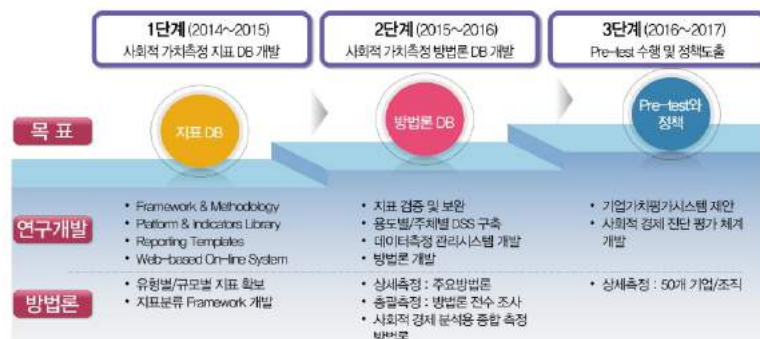 1단계(2014~2015)
사회적 가치측정 지표 DB 개발
2단계(2015~2016)
사회적 가치측정 방법론 DB 개발
3단계(2016~2017)
Pre-test 수행 및 정책도출
목 표
지표 DB
방법론 DB
Pre-test와
정책
연구개발
• Framework & Methodology
• Platform & Indicators Library
• Reporting Templates
• Web-based On-line System
• 지표 검증 및 보완
• 용도별/주체별 DSS 구축
• 데이터측정 관리시스템 개발
• 방법론 개발
• 기업가치평가시스템 제안
• 사회적 경제 진단 평가 체계
개발
방법론
• 유형별/규모별 지표 확보
• 지표분류 Framework 개발
• 상세측정 : 주요방법론
• 총괄측정 : 방법론 전수 조사
• 사회적 경제 분석용 종합 측정
방법론
• 상세측정 : 50개 기업/조직